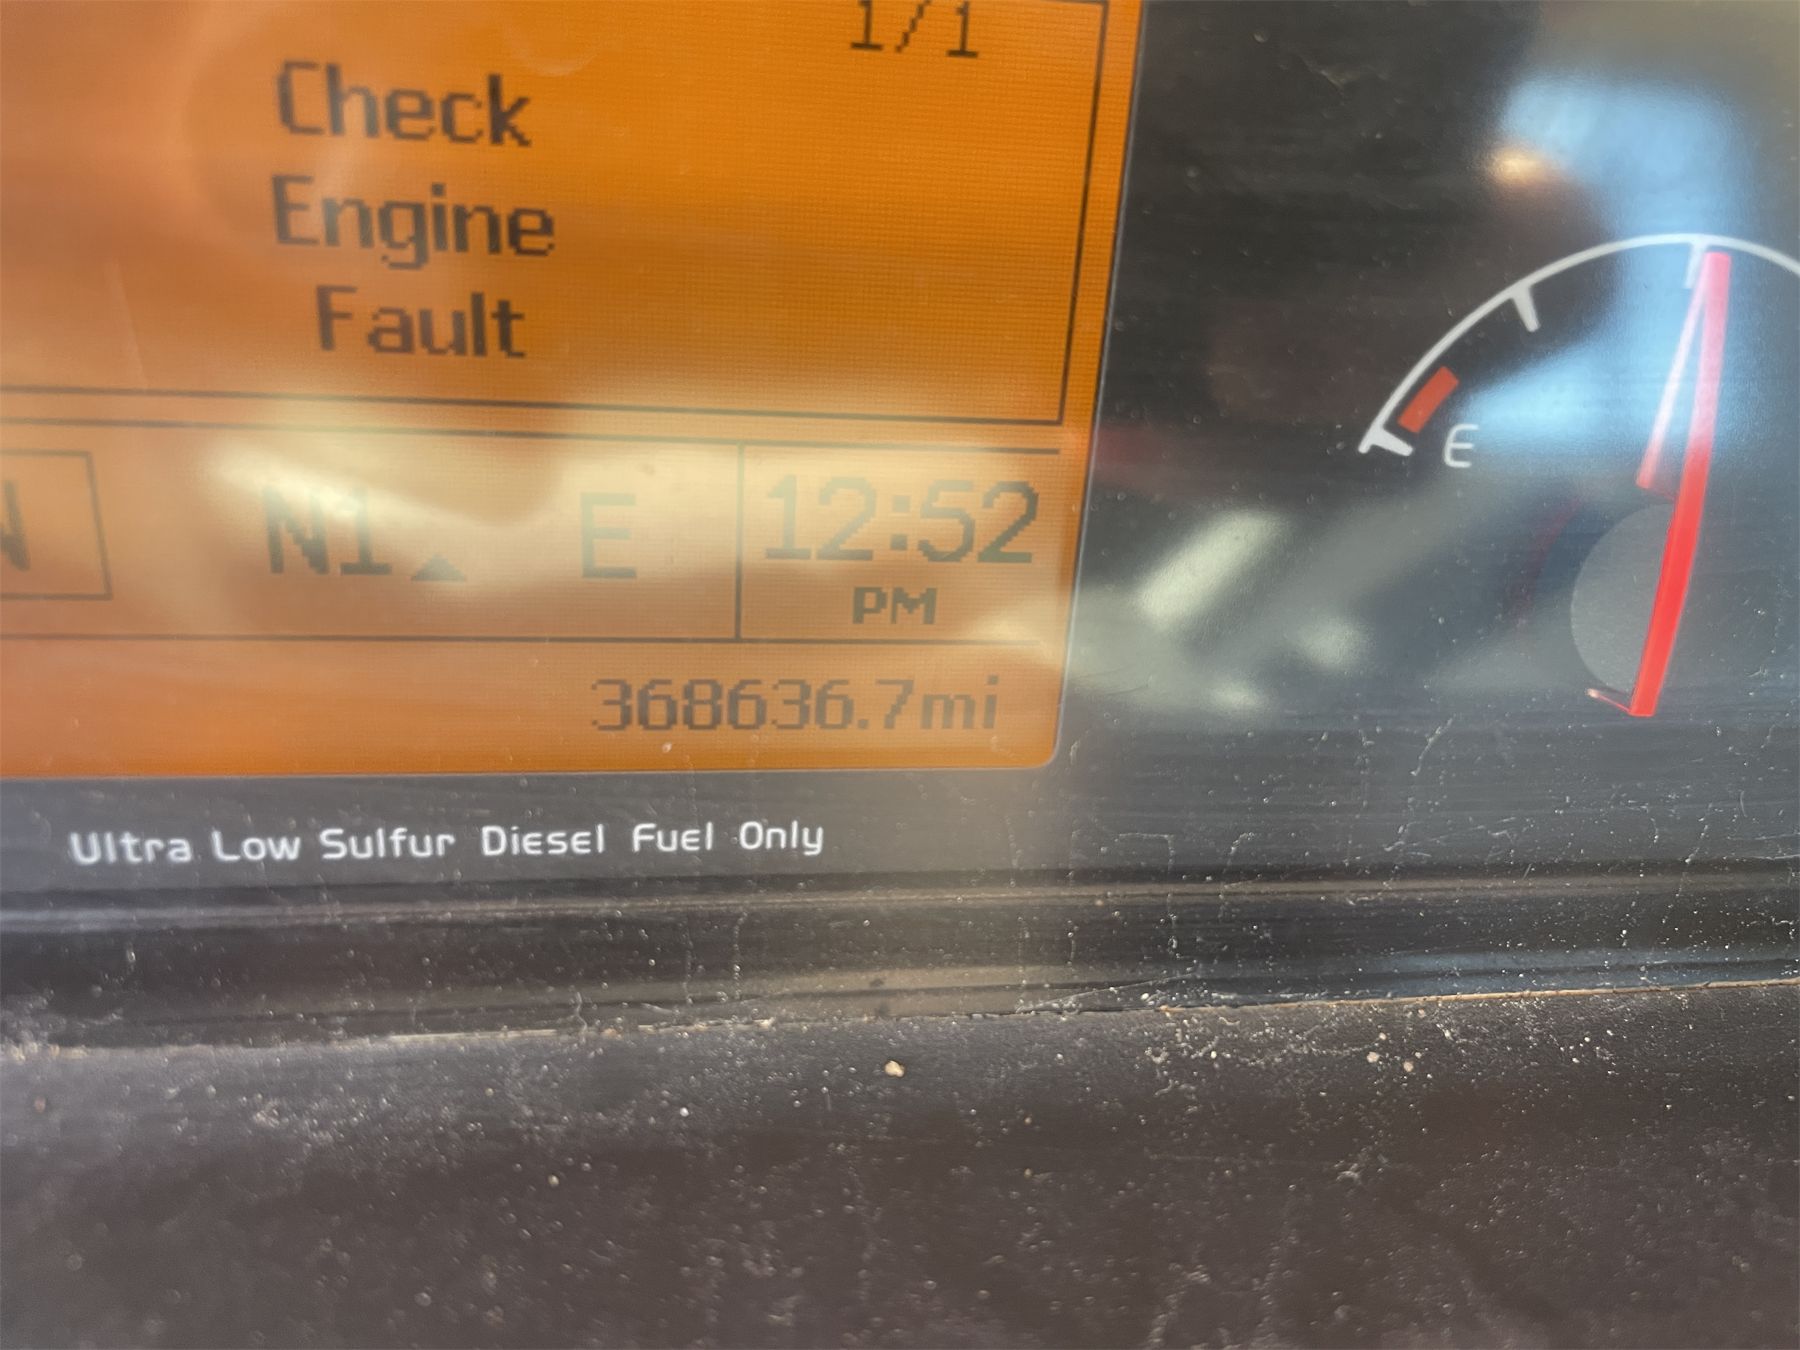 1/1
Check
Engine
Fault
N
N1 E
12:52
PM
368636.7mi
E
Ultra Low Sulfur Diesel Fuel Only